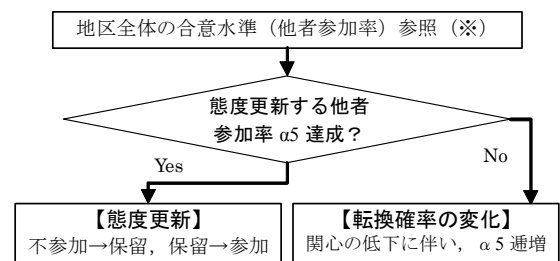 地区全体の合意水準（他者参加率）参照（※）
態度更新する他者
参加率 α5 達成？
Yes
No
【態度更新】
不参加→保留，保留→参加
【転換確率の変化】
関心の低下に伴い，α5逓増